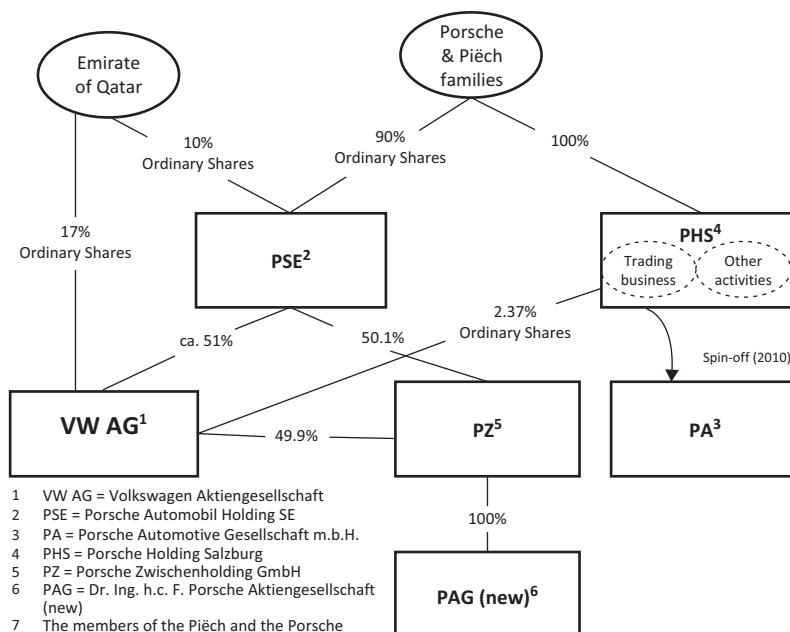 Emirate
of Qatar
Porsche
& Piëch
families
10%
Ordinary Shares
90%
Ordinary Shares
100%
17%
Ordinary Shares
PSE2
PHS4
Trading
business
Other
activities
2.37%
Ordinary Shares
ca. 51%
50.1%
Spin-off (2010)
VW AG1
49.9%
PZ5
PA3
100%
PAG (new)6
1 VW AG = Volkswagen Aktiengesellschaft
2 PSE = Porsche Automobil Holding SE
3 PA = Porsche Automotive Gesellschaft m.b.H.
4 PHS = Porsche Holding Salzburg
5 PZ = Porsche Zwischenholding GmbH
6 PAG = Dr. Ing. h.c. F. Porsche Aktiengesellschaft
(new)
7 The members of the Piëch and the Porsche